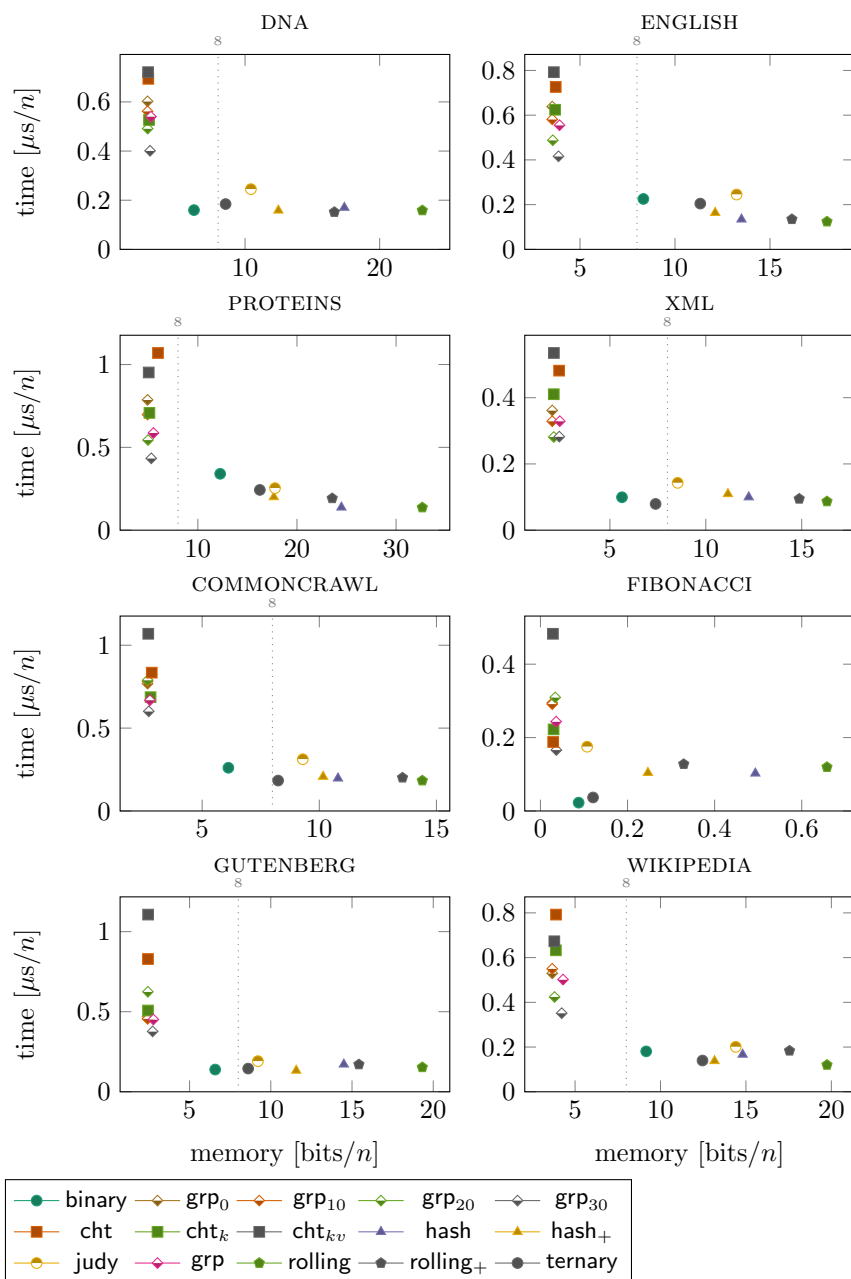 DNA ENGLISH
8 8
time [µs/n] 0.6 0.4 0.2 0 0.8 0.6 0.4 0.2 0
10 20 5 10 15
PROTEINS XML
8 8
time [µs/n] 1 0.5 0 0.4 0.2 0
10 20 30 5 10 15
COMMONCRAWL FIBONACCI
8
time [µs/n] 1 0.5 0 0.4 0.2 0
5 10 15 0 0.2 0.4 0.6
GUTENBERG WIKIPEDIA
8 8
time [µs/n] 1 0.5 0 0.8 0.6 0.4 0.2 0
5 10 15 20 5 10 15 20
memory [bits/n] memory [bits/n]
binary grp₀ grp₁₀ grp₂₀ grp₃₀
cht chtₖ chtₖᵥ hash hash₊
judy grp rolling rolling₊ ternary